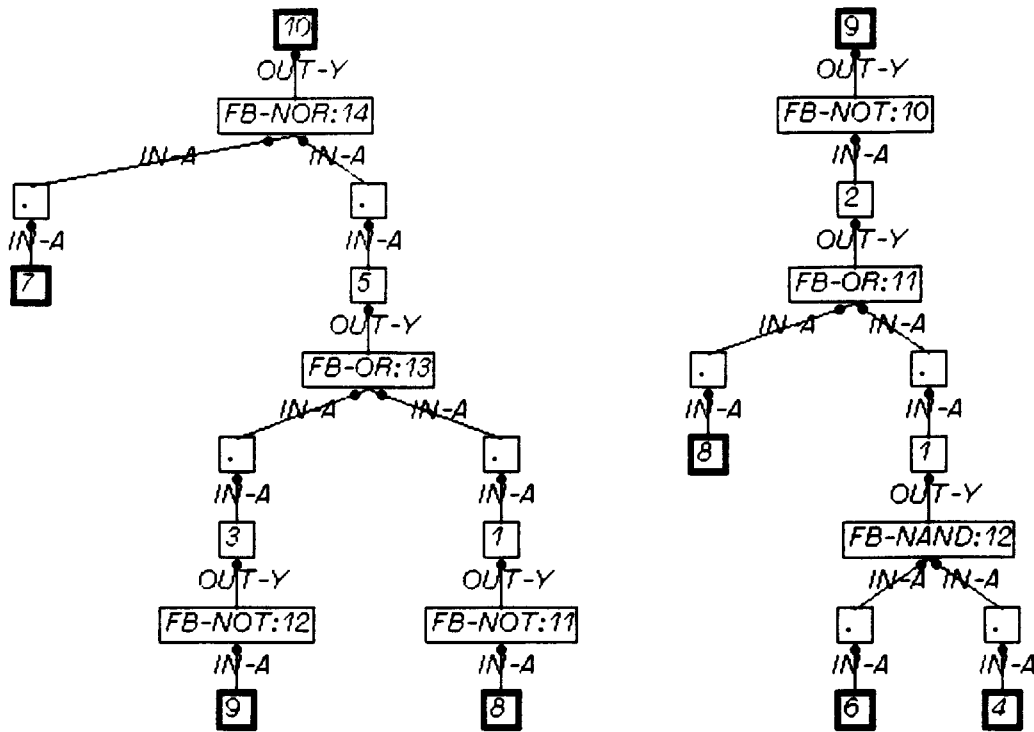 10
OUT-Y
FB-NOR:14
IN-A IN-A
. .
IN-A IN-A
7
5
OUT-Y
FB-OR:13
IN-A IN-A
. .
IN-A IN-A
3 1
OUT-Y OUT-Y
FB-NOT:12 FB-NOT:11
IN-A IN-A
9 8
9
OUT-Y
FB-NOT:10
IN-A
2
OUT-Y
FB-OR:11
IN-A IN-A
. .
IN-A IN-A
8 1
OUT-Y
FB-NAND:12
IN-A IN-A
. .
IN-A IN-A
6 4